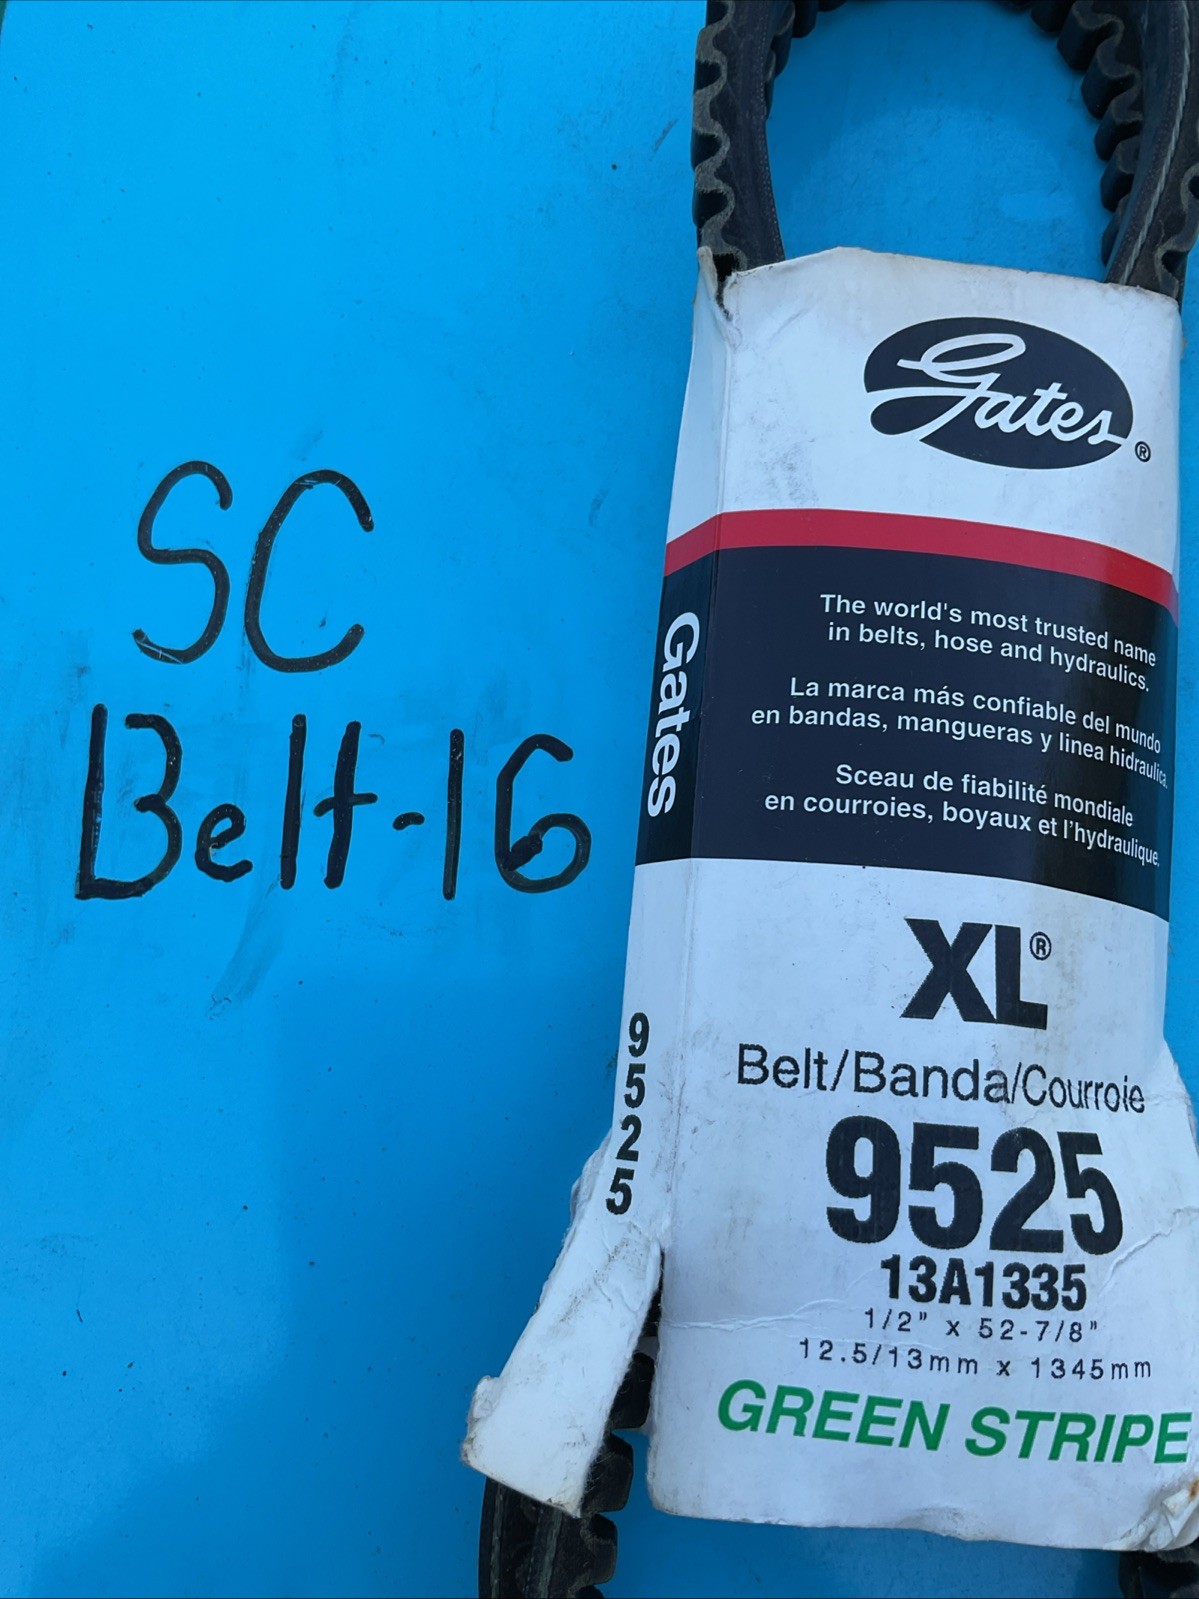 SC
Belt-16
Gates®
The world's most trusted name
in belts, hose and hydraulics.
La marca más confiable del mundo
en bandas, mangueras y linea hidraulica.
Sceau de fiabilité mondiale
en courroies, boyaux et l'hydraulique.
Gates
XL®
Belt/Banda/Courroie
9525
13A1335
1/2" x 52-7/8"
12.5/13mm x 1345mm
GREEN STRIPE
9525